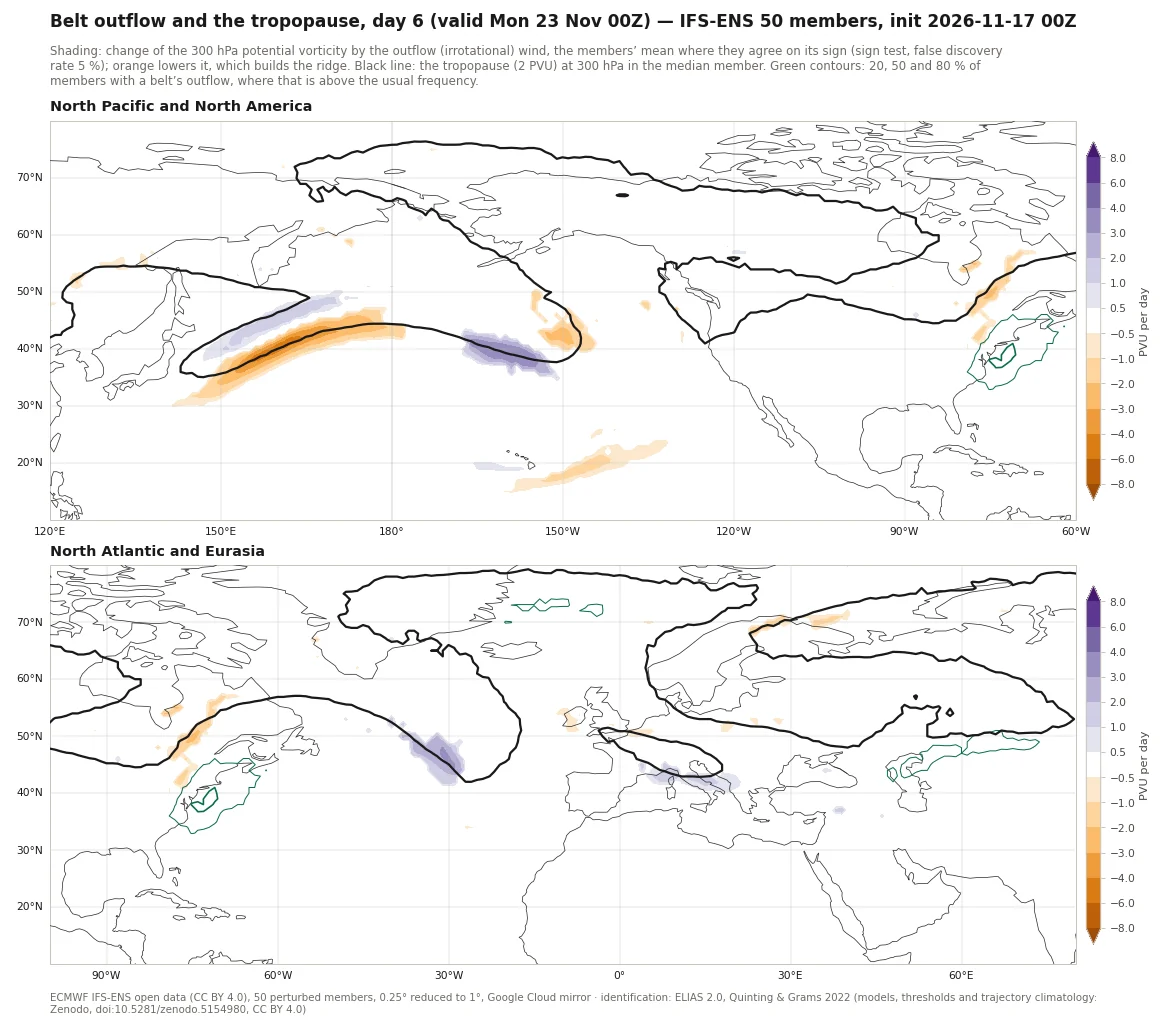 Belt outflow and the tropopause, day 6 (valid Mon 23 Nov 00Z) — IFS-ENS 50 members, init 2026-11-17 00Z
Shading: change of the 300 hPa potential vorticity by the outflow (irrotational) wind, the members’ mean where they agree on its sign (sign test, false discovery
rate 5 %); orange lowers it, which builds the ridge. Black line: the tropopause (2 PVU) at 300 hPa in the median member. Green contours: 20, 50 and 80 % of
members with a belt’s outflow, where that is above the usual frequency.
North Pacific and North America
70°N
60°N
50°N
40°N
30°N
20°N
120°E
150°E
180°
150°W
120°W
90°W
60°W
8.0
6.0
4.0
3.0
2.0
1.0
0.5
−0.5
−1.0
−2.0
−3.0
−4.0
−6.0
−8.0
PVU per day
North Atlantic and Eurasia
70°N
60°N
50°N
40°N
30°N
20°N
90°W
60°W
30°W
0°
30°E
60°E
8.0
6.0
4.0
3.0
2.0
1.0
0.5
−0.5
−1.0
−2.0
−3.0
−4.0
−6.0
−8.0
PVU per day
ECMWF IFS-ENS open data (CC BY 4.0), 50 perturbed members, 0.25° reduced to 1°, Google Cloud mirror · identification: ELIAS 2.0, Quinting & Grams 2022 (models, thresholds and trajectory climatology:
Zenodo, doi:10.5281/zenodo.5154980, CC BY 4.0)